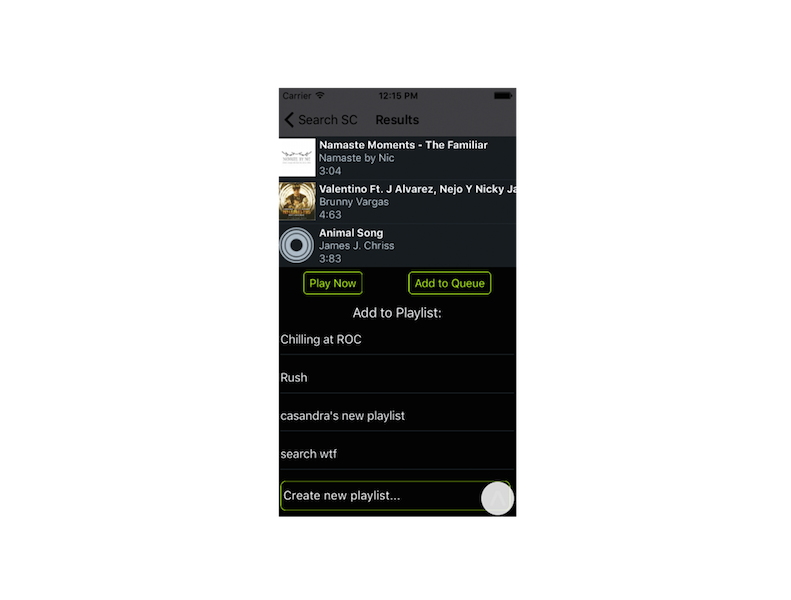 Carrier 12:15 PM
Search SC Results
Namaste Moments - The Familiar
Namaste by Nic
3:04
Valentino Ft. J Alvarez, Nejo Y Nicky Ja
Brunny Vargas
4:63
Animal Song
James J. Chriss
3:83
Play Now Add to Queue
Add to Playlist:
Chilling at ROC
Rush
casandra's new playlist
search wtf
Create new playlist...